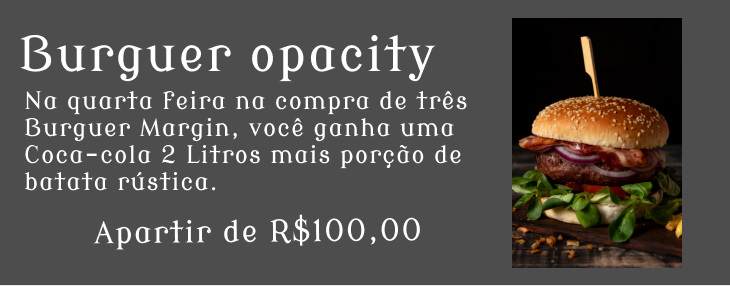 Burguer opacity
Na quarta feira na compra de três
Burguer Margin, você ganha uma
Coca-cola 2 Litros mais porção de
batata rústica.
Apartir de R$100,00